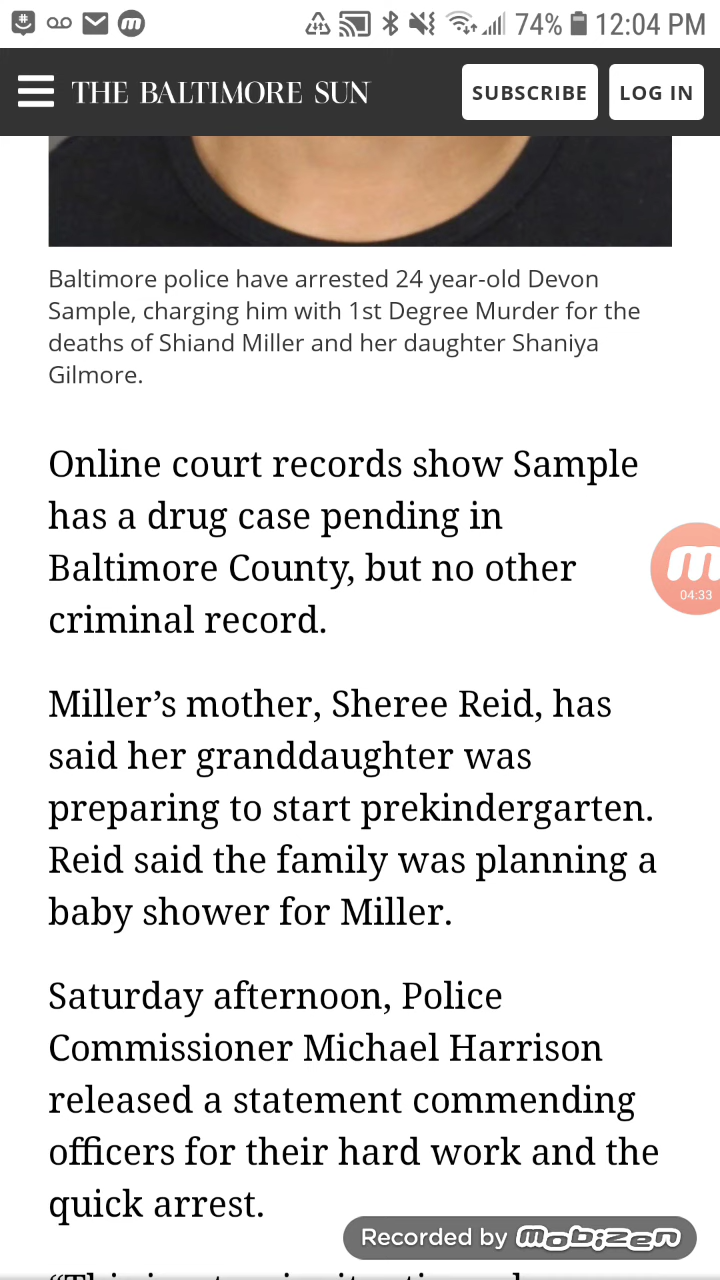 74% 12:04 PM
THE BALTIMORE SUN SUBSCRIBE LOG IN
Baltimore police have arrested 24 year-old Devon
Sample, charging him with 1st Degree Murder for the
deaths of Shiand Miller and her daughter Shaniya
Gilmore.
Online court records show Sample
has a drug case pending in
Baltimore County, but no other
criminal record.
m
04:33
Miller’s mother, Sheree Reid, has
said her granddaughter was
preparing to start prekindergarten.
Reid said the family was planning a
baby shower for Miller.
Saturday afternoon, Police
Commissioner Michael Harrison
released a statement commending
officers for their hard work and the
quick arrest.
Recorded by mobizen